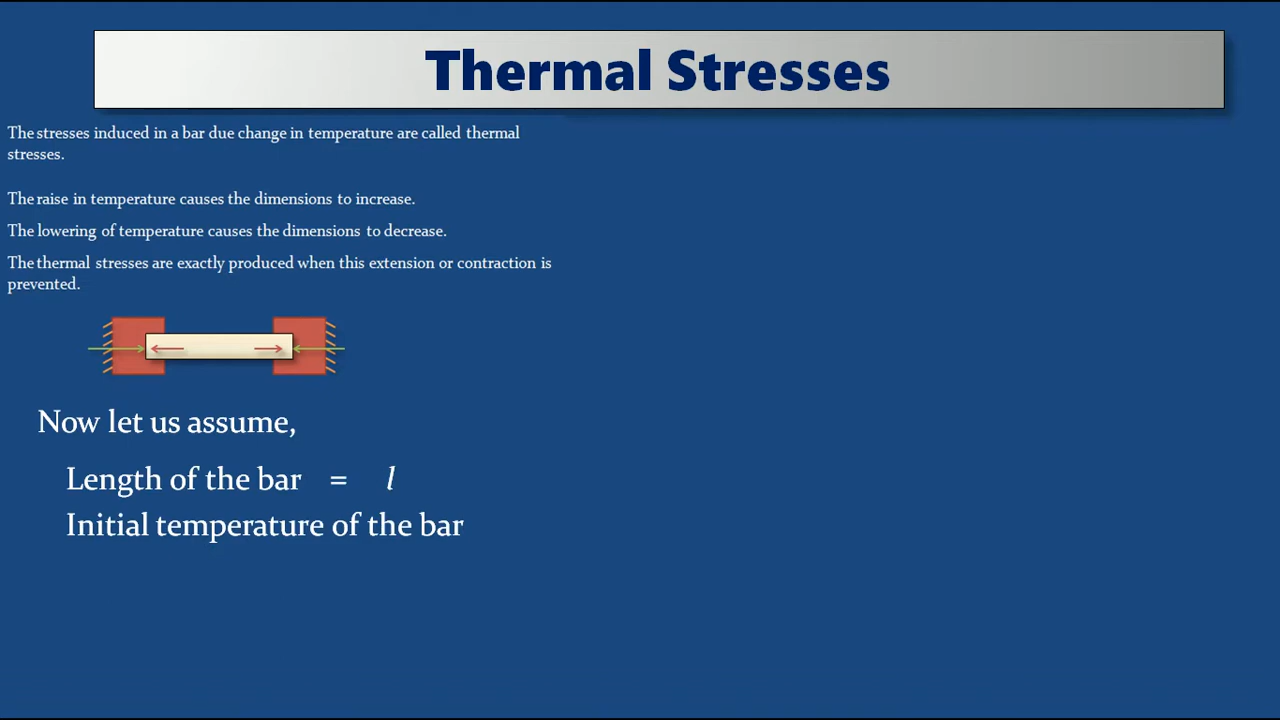 Thermal Stresses
The stresses induced in a bar due change in temperature are called thermal
stresses.
The raise in temperature causes the dimensions to increase.
The lowering of temperature causes the dimensions to decrease.
The thermal stresses are exactly produced when this extension or contraction is
prevented.
Now let us assume,
Length of the bar = l
Initial temperature of the bar